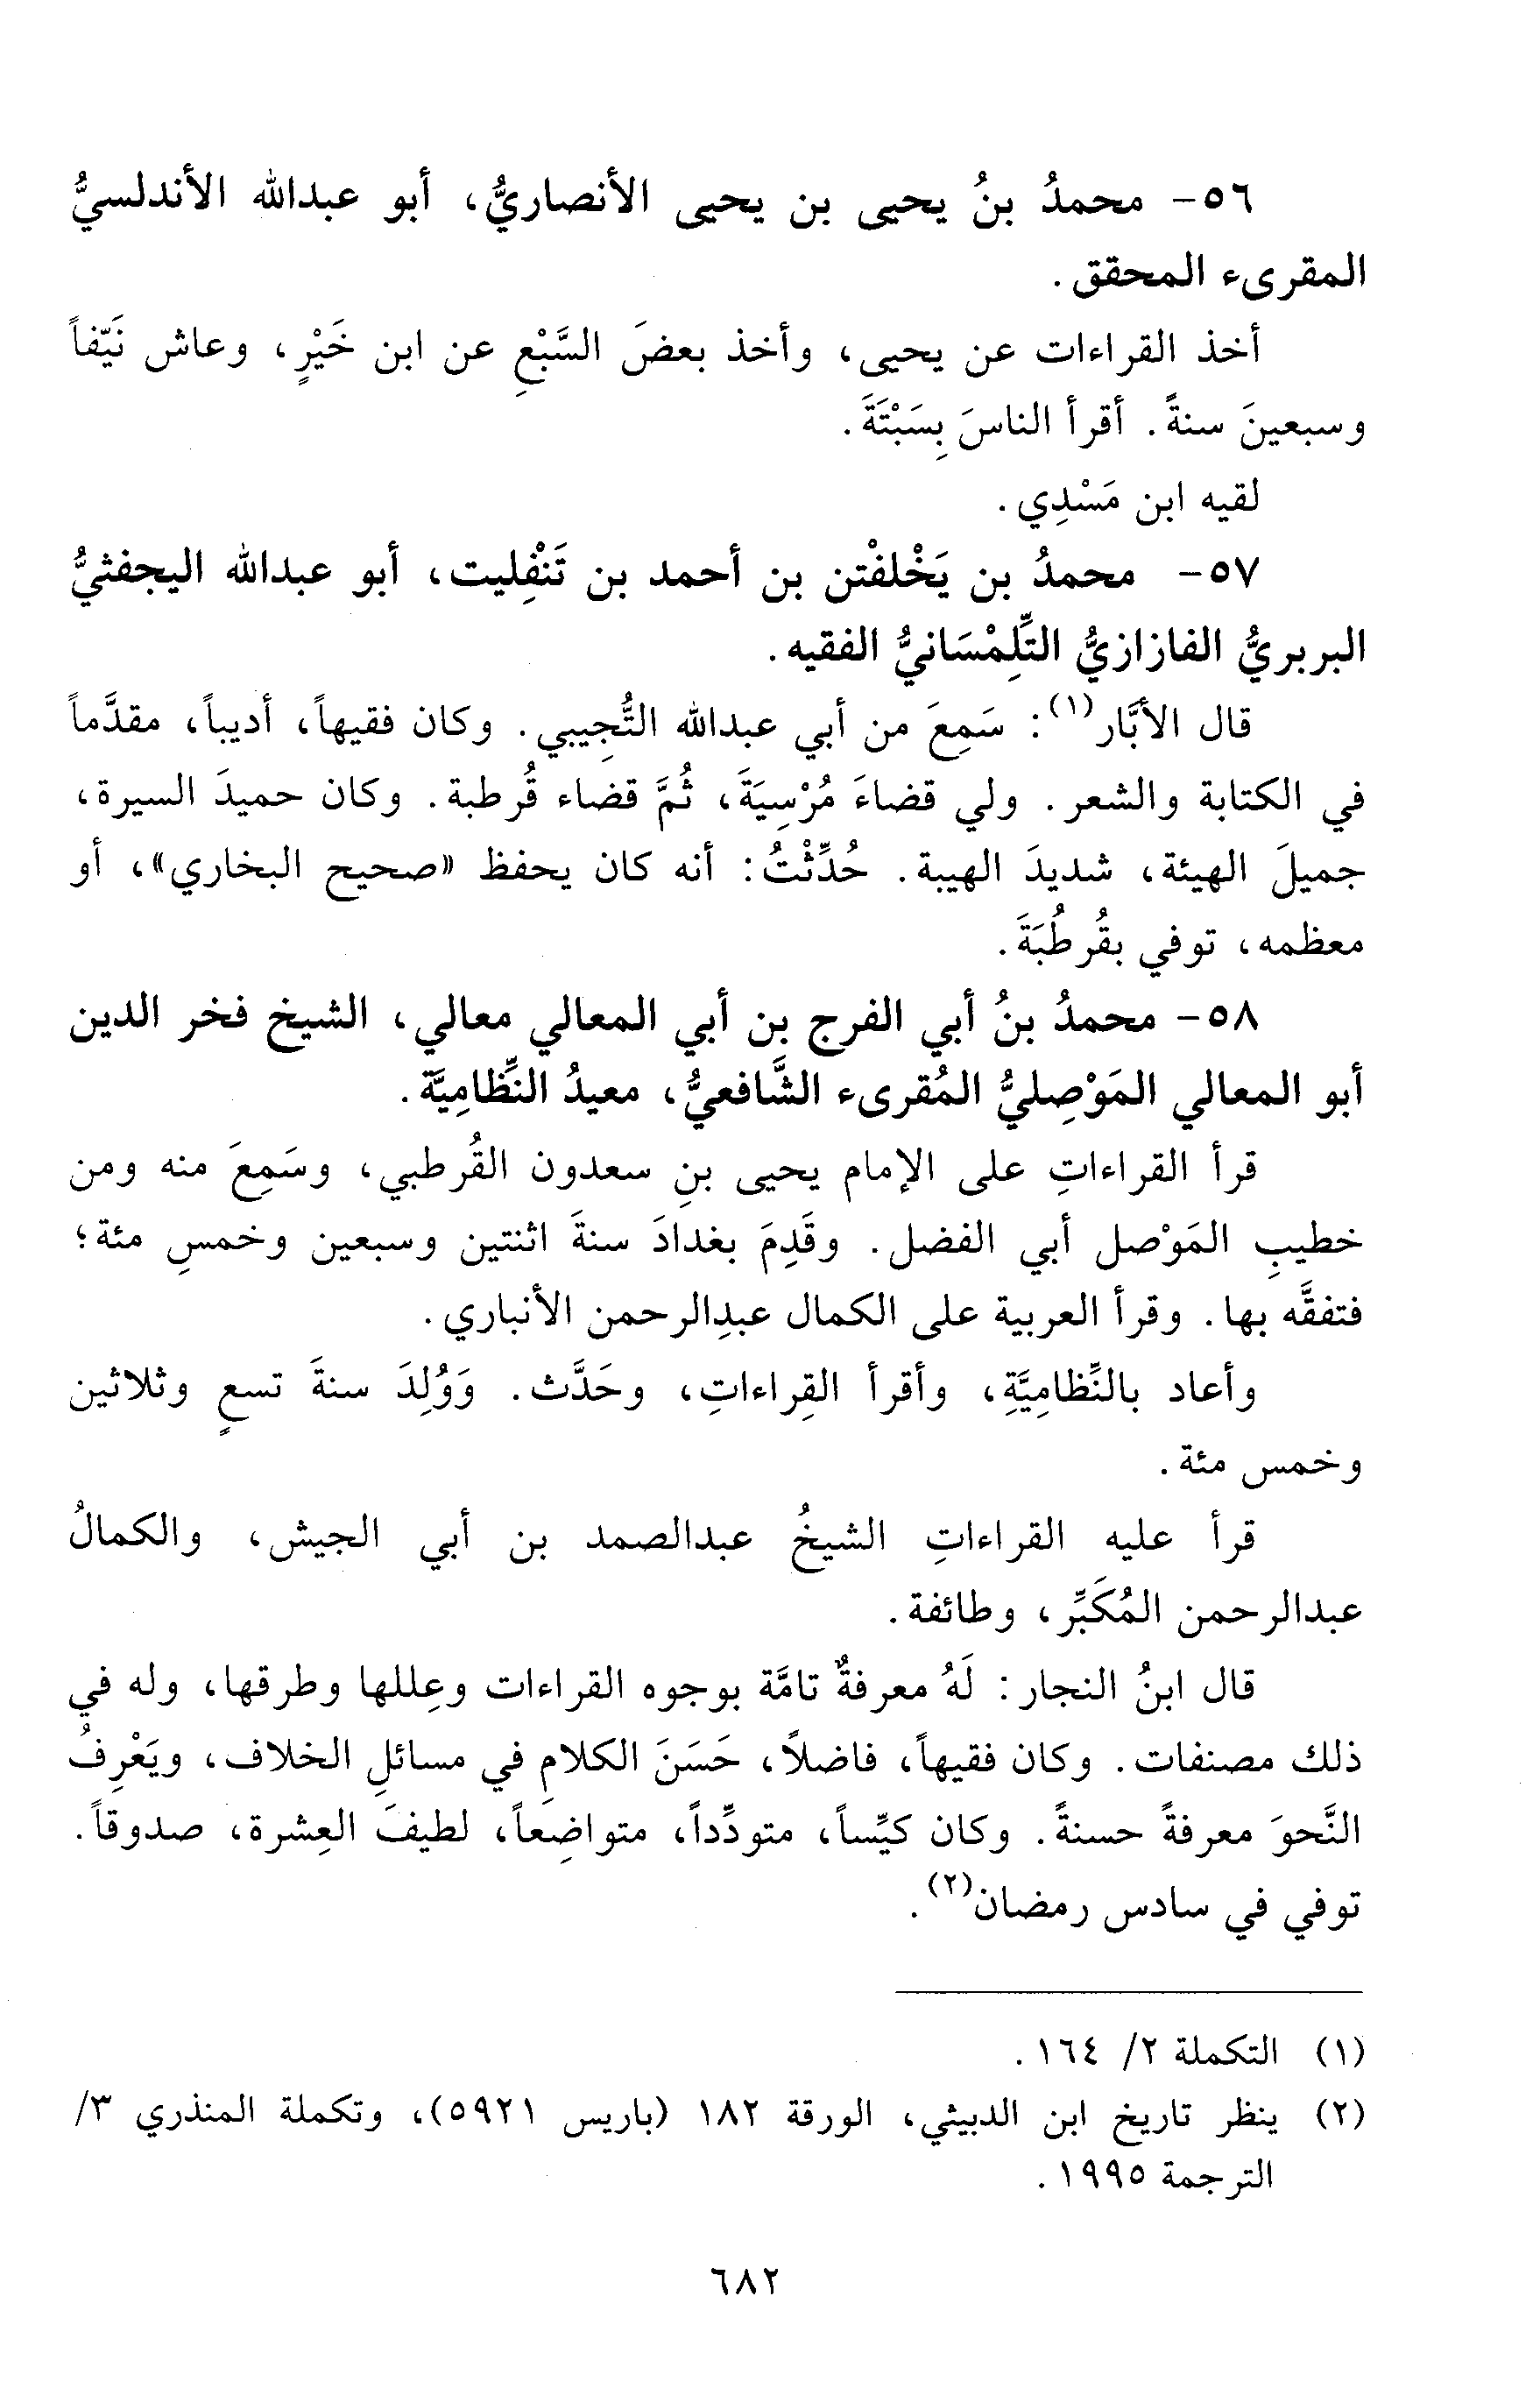 ٥٦- محمدُ بنُ يحيى بن يحيى الأنصاريُّ، أبو عبدالله الأندلسيُّ
المقرىء المحقق.
أخذ القراءات عن يحيى، وأخذ بعضَ السَّبْعِ عن ابن خَيْرٍ، وعاش نَيّفاً
وسبعينَ سنةً. أقرأ الناسَ بِسَبْتَةَ.
لقيه ابن مَسْدِي.
٥٧- محمدُ بن يَخْلفْتن بن أحمد بن تَنْفِليت، أبو عبدالله اليجفثيُّ
البربريُّ الفازازيُّ التِّلِمْسَانيُّ الفقيه.
قال الأبَّار(١): سَمِعَ من أبي عبدالله التُّجِيبي. وكان فقيهاً، أديباً، مقدَّماً
في الكتابة والشعر. ولي قضاءَ مُرْسِيَةَ، ثُمَّ قضاء قُرطبة. وكان حميدَ السيرة،
جميلَ الهيئة، شديدَ الهيبة. حُدِّثْتُ: أنه كان يحفظ «صحيح البخاري»، أو
معظمه، توفي بقُرطُبَةَ.
٥٨- محمدُ بنُ أبي الفرج بن أبي المعالي معالي، الشيخ فخر الدين
أبو المعالي المَوْصِليُّ المُقرىء الشَّافعيُّ، معيدُ النِّظامِيَّة.
قرأ القراءاتِ على الإمام يحيى بنِ سعدون القُرطبي، وسَمِعَ منه ومن
خطيبِ المَوْصل أبي الفضل. وقَدِمَ بغدادَ سنةَ اثنتين وسبعين وخمسِ مئة؛
فتفقَّه بها. وقرأ العربية على الكمال عبدِالرحمن الأنباري.
وأعاد بالنِّظامِيَّةِ، وأقرأ القِراءاتِ، وحَدَّث. وَوُلِدَ سنةَ تسعٍ وثلاثين
وخمس مئة.
قرأ عليه القراءاتِ الشيخُ عبدالصمد بن أبي الجيش، والكمالُ
عبدالرحمن المُكَبِّر، وطائفة.
قال ابنُ النجار: لَهُ معرفةٌ تامَّة بوجوه القراءات وعِللها وطرقها، وله في
ذلك مصنفات. وكان فقيهاً، فاضلاً، حَسَنَ الكلامِ في مسائلِ الخلاف، ويَعْرِفُ
النَّحوَ معرفةً حسنةً. وكان كيِّساً، متودِّداً، متواضِعاً، لطيفَ العِشرة، صدوقاً.
توفي في سادس رمضان(٢).
(١) التكملة ٢/ ١٦٤.
(٢) ينظر تاريخ ابن الدبيثي، الورقة ١٨٢ (باريس ٥٩٢١)، وتكملة المنذري ٣/
الترجمة ١٩٩٥.
٦٨٢